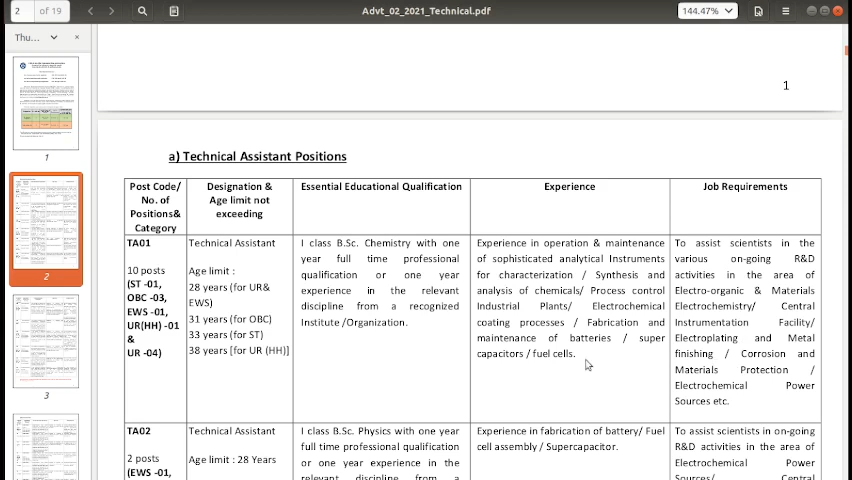 2 of 19
Advt_02_2021_Technical.pdf
144.47%
Thu...
1
2
3
1
a) Technical Assistant Positions
Post Code/
No. of
Positions&
Category
Designation &
Age limit not
exceeding
Essential Educational Qualification
Experience
Job Requirements
TA01
10 posts
(ST -01,
OBC -03,
EWS -01,
UR(HH) -01
&
UR -04)
Technical Assistant
Age limit :
28 years (for UR&
EWS)
31 years (for OBC)
33 years (for ST)
38 years [for UR (HH)]
I class B.Sc. Chemistry with one
year full time professional
qualification or one year
experience in the relevant
discipline from a recognized
Institute /Organization.
Experience in operation & maintenance
of sophisticated analytical Instruments
for characterization / Synthesis and
analysis of chemicals/ Process control
Industrial Plants/ Electrochemical
coating processes / Fabrication and
maintenance of batteries / super
capacitors / fuel cells.
To assist scientists in the
various on-going R&D
activities in the area of
Electro-organic & Materials
Electrochemistry/ Central
Instrumentation Facility/
Electroplating and Metal
finishing / Corrosion and
Materials Protection /
Electrochemical Power
Sources etc.
TA02
2 posts
(EWS -01,
Technical Assistant
Age limit : 28 Years
I class B.Sc. Physics with one year
full time professional qualification
or one year experience in the
relevant discipline from a
Experience in fabrication of battery/ Fuel
cell assembly / Supercapacitor.
To assist scientists in on-going
R&D activities in the area of
Electrochemical Power
Sources/ Central